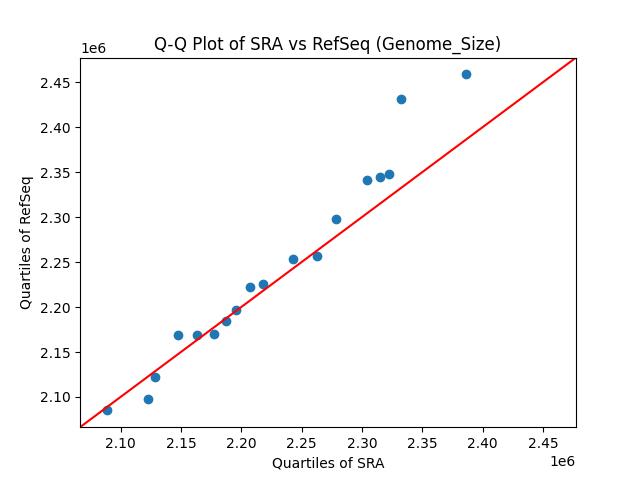 Q-Q Plot of SRA vs RefSeq (Genome_Size)
1e6
2.45
2.40
2.35
2.30
2.25
2.20
2.15
2.10
Quartiles of RefSeq
2.10 2.15 2.20 2.25 2.30 2.35 2.40 2.45
1e6
Quartiles of SRA